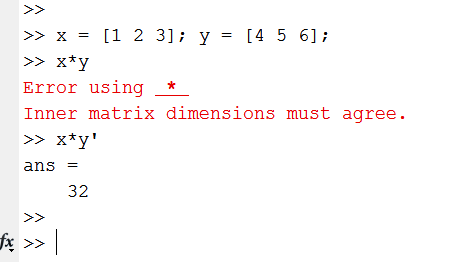 >>
>> x = [1 2 3]; y = [4 5 6];
>> x*y
Error using  *
Inner matrix dimensions must agree.
>> x*y'
ans =
    32
>>
fx >>